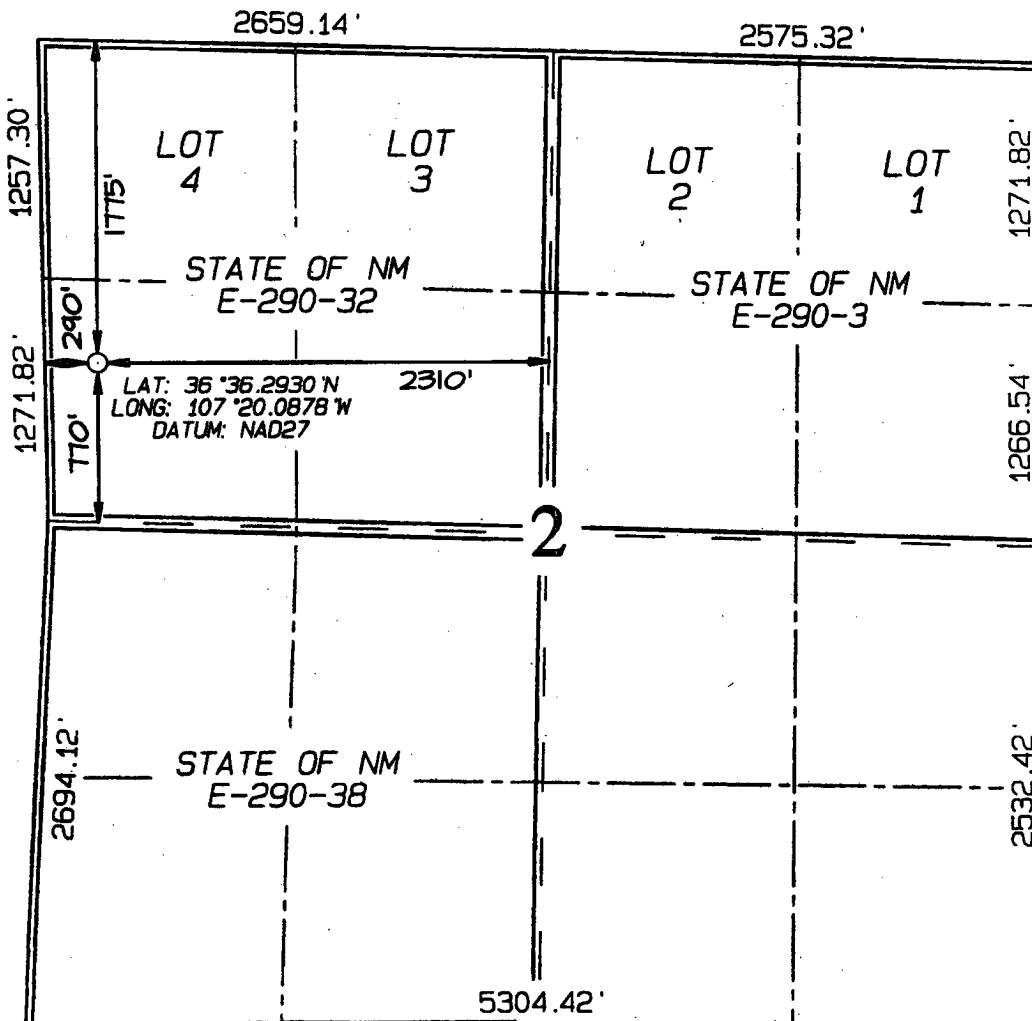 2659.14'
2575.32'
1257.30'
1775'
LOT
4
LOT
3
LOT
2
LOT
1
1271.82'
STATE OF NM
E-290-32
STATE OF NM
E-290-3
290'
1271.82'
770'
2310'
LAT: 36°36.2930'N
LONG: 107°20.0878'W
DATUM: NAD27
1266.54'
2
2694.12'
STATE OF NM
E-290-38
2532.42'
5304.42'